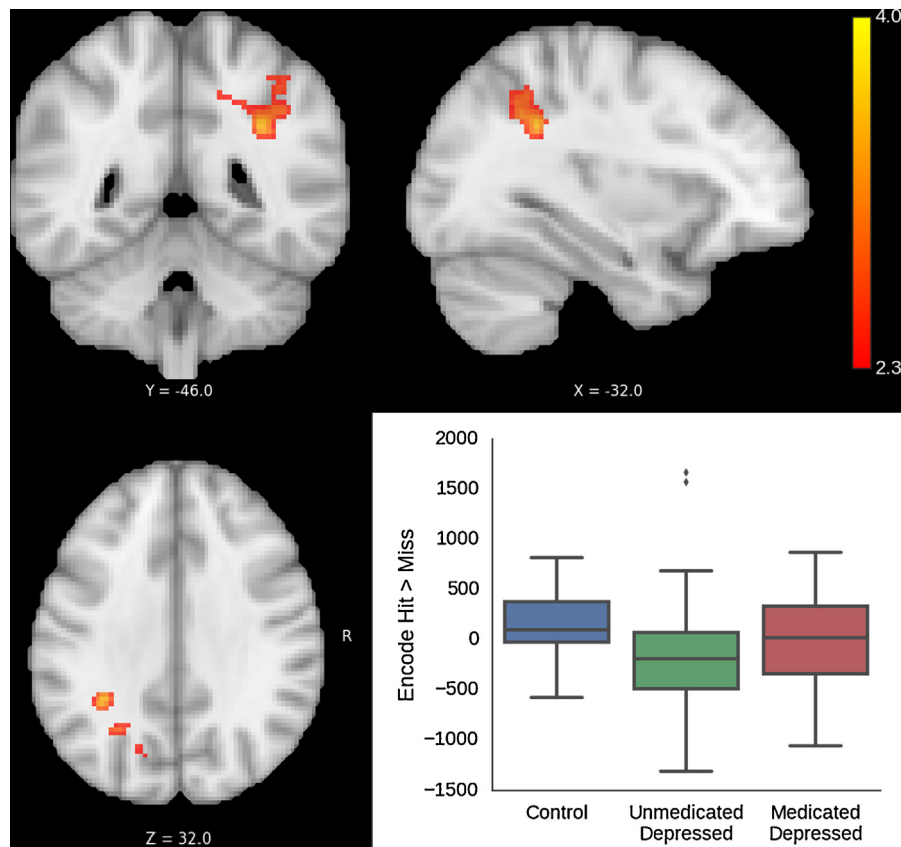 4.0
2.3
Y = -46.0
X = -32.0
R
Z = 32.0
Encode Hit > Miss
2000
1500
1000
500
0
−500
−1000
−1500
Control
Unmedicated
Depressed
Medicated
Depressed